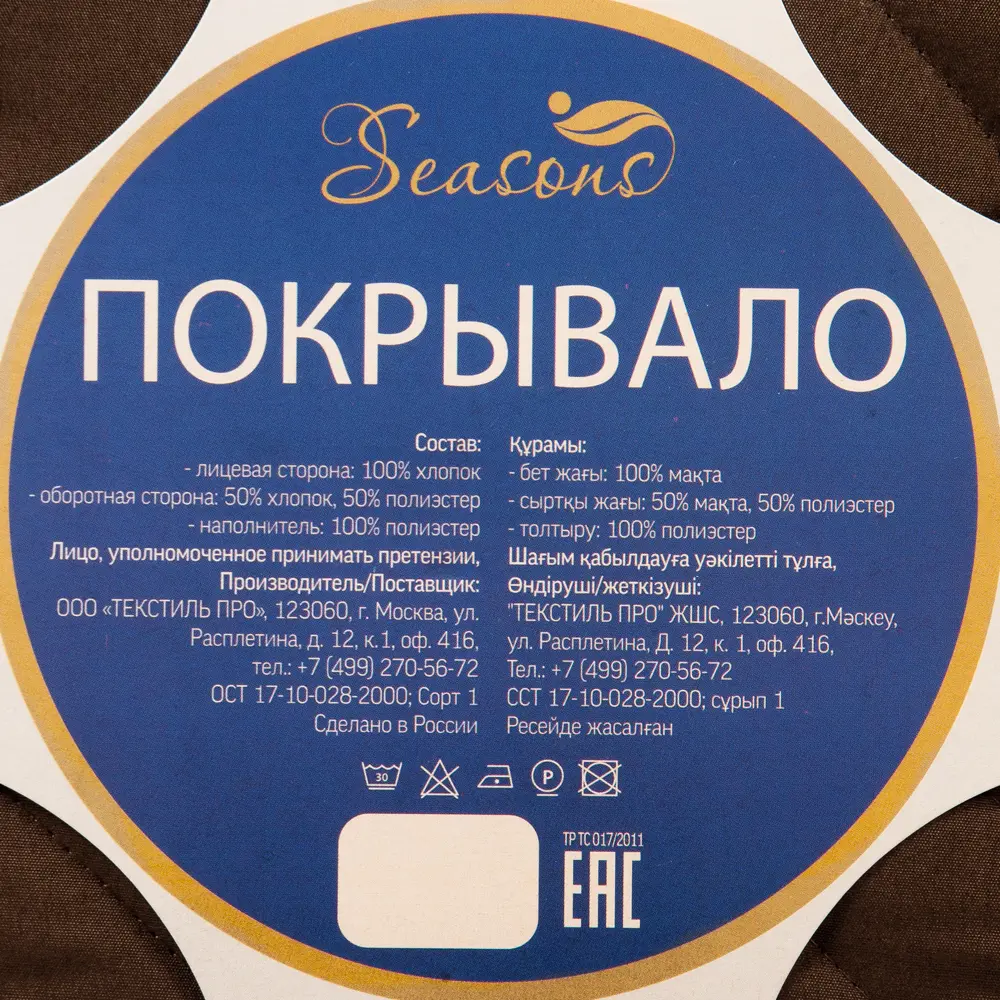 Seasons
ПОКРЫВАЛО
Состав:
- лицевая сторона: 100% хлопок
- оборотная сторона: 50% хлопок, 50% полиэстер
- наполнитель: 100% полиэстер
Лицо, уполномоченное принимать претензии,
Производитель/Поставщик:
ООО «ТЕКСТИЛЬ ПРО», 123060, г. Москва, ул.
Расплетина, д. 12, к.1, оф. 416,
тел.: +7 (499) 270-56-72
ОСТ 17-10-028-2000; Сорт 1
Сделано в России
Құрамы:
- бет жағы: 100% мақта
- сыртқы жағы: 50% мақта, 50% полиэстер
- толтыру: 100% полиэстер
Шағым қабылдауға уәкілетті тұлға,
Өндіруші/жеткізуші:
"ТЕКСТИЛЬ ПРО" ЖШС, 123060, г.Мәскеу,
ул. Расплетина, Д. 12, к. 1, оф. 416,
Тел.: +7 (499) 270-56-72
ССТ 17-10-028-2000; сұрып 1
Ресейде жасалған
30
P
ТР ТС 017/2011
ЕАС